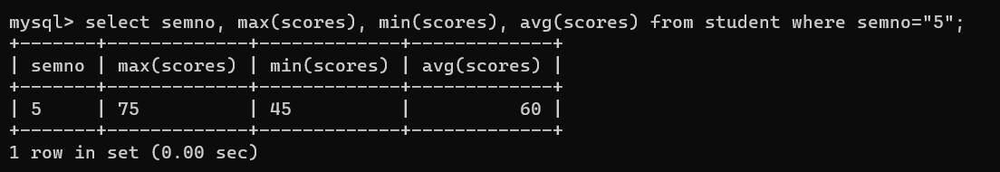 mysql> select semno, max(scores), min(scores), avg(scores) from student where semno="5";
+-------+-------------+-------------+-------------+
| semno | max(scores) | min(scores) | avg(scores) |
+-------+-------------+-------------+-------------+
| 5     | 75          | 45          |          60 |
+-------+-------------+-------------+-------------+
1 row in set (0.00 sec)